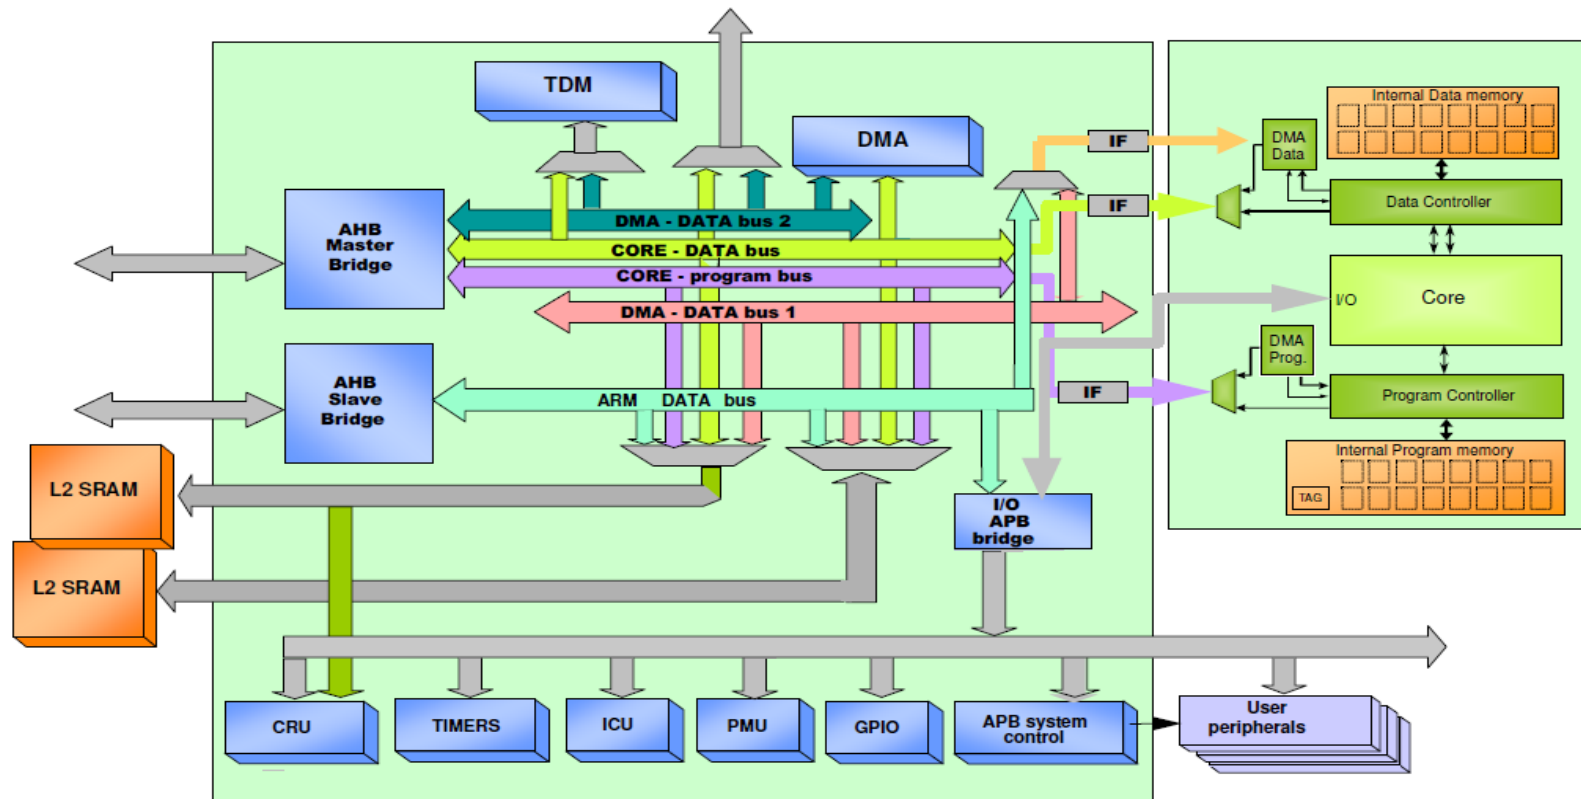 TDM
DMA
AHB
Master
Bridge
DMA - DATA bus 2
CORE - DATA bus
CORE - program bus
DMA - DATA bus 1
AHB
Slave
Bridge
ARM DATA bus
L2 SRAM
L2 SRAM
I/O
APB
bridge
CRU
TIMERS
ICU
PMU
GPIO
APB system
control
User
peripherals
IF
IF
IF
Internal Data memory
DMA
Data
Data Controller
I/O
Core
DMA
Prog.
Program Controller
Internal Program memory
TAG